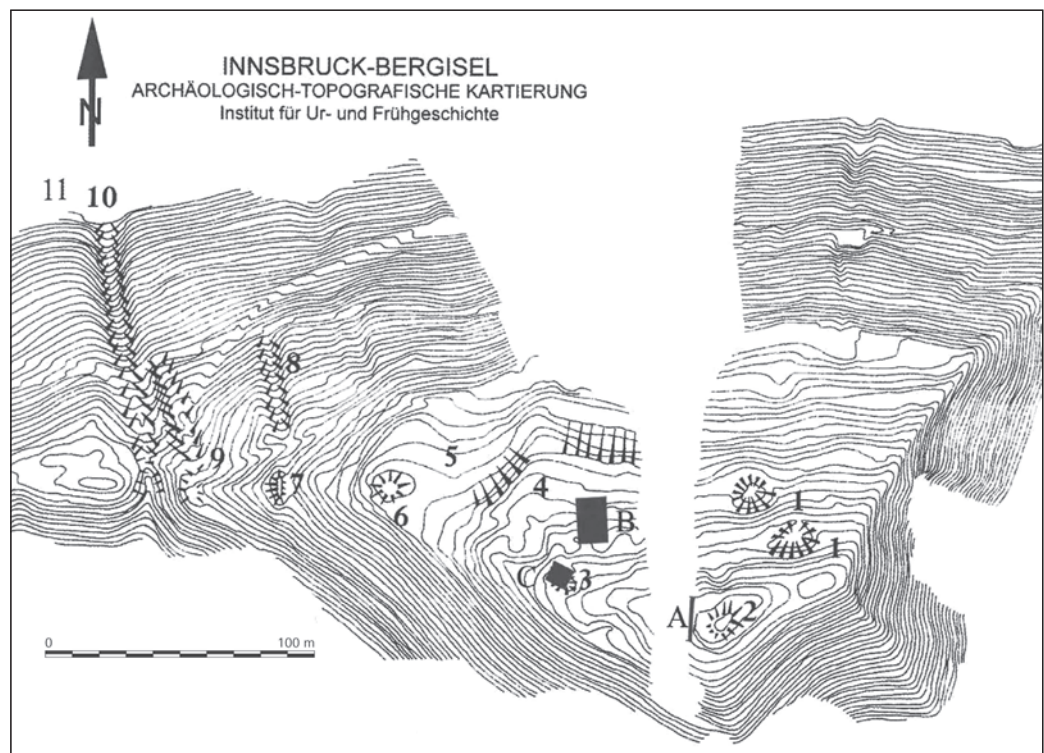 INNSBRUCK-BERGISEL
ARCHÄOLOGISCH-TOPOGRAFISCHE KARTIERUNG
Institut für Ur- und Frühgeschichte
N
11 10
8
9
7
5
6
4
B
1
1
C 3
A 2
0 100 m